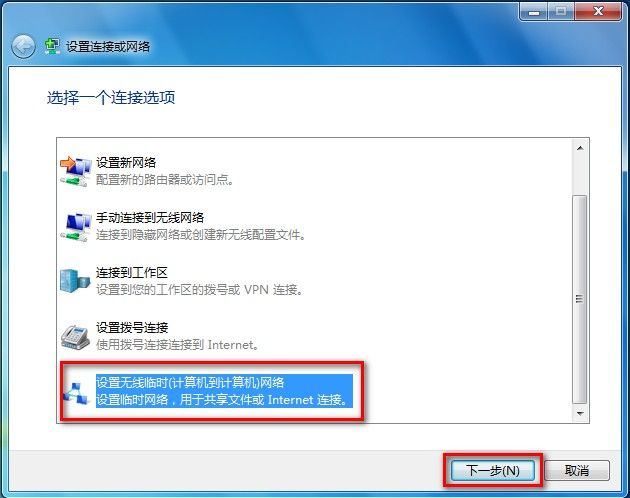 设置连接或网络
选择一个连接选项
设置新网络
配置新的路由器或访问点。
手动连接到无线网络
连接到隐藏网络或创建新无线配置文件。
连接到工作区
设置到您的工作区的拨号或 VPN 连接。
设置拨号连接
使用拨号连接连接到 Internet。
设置无线临时(计算机到计算机)网络
设置临时网络，用于共享文件或 Internet 连接。
下一步(N)
取消